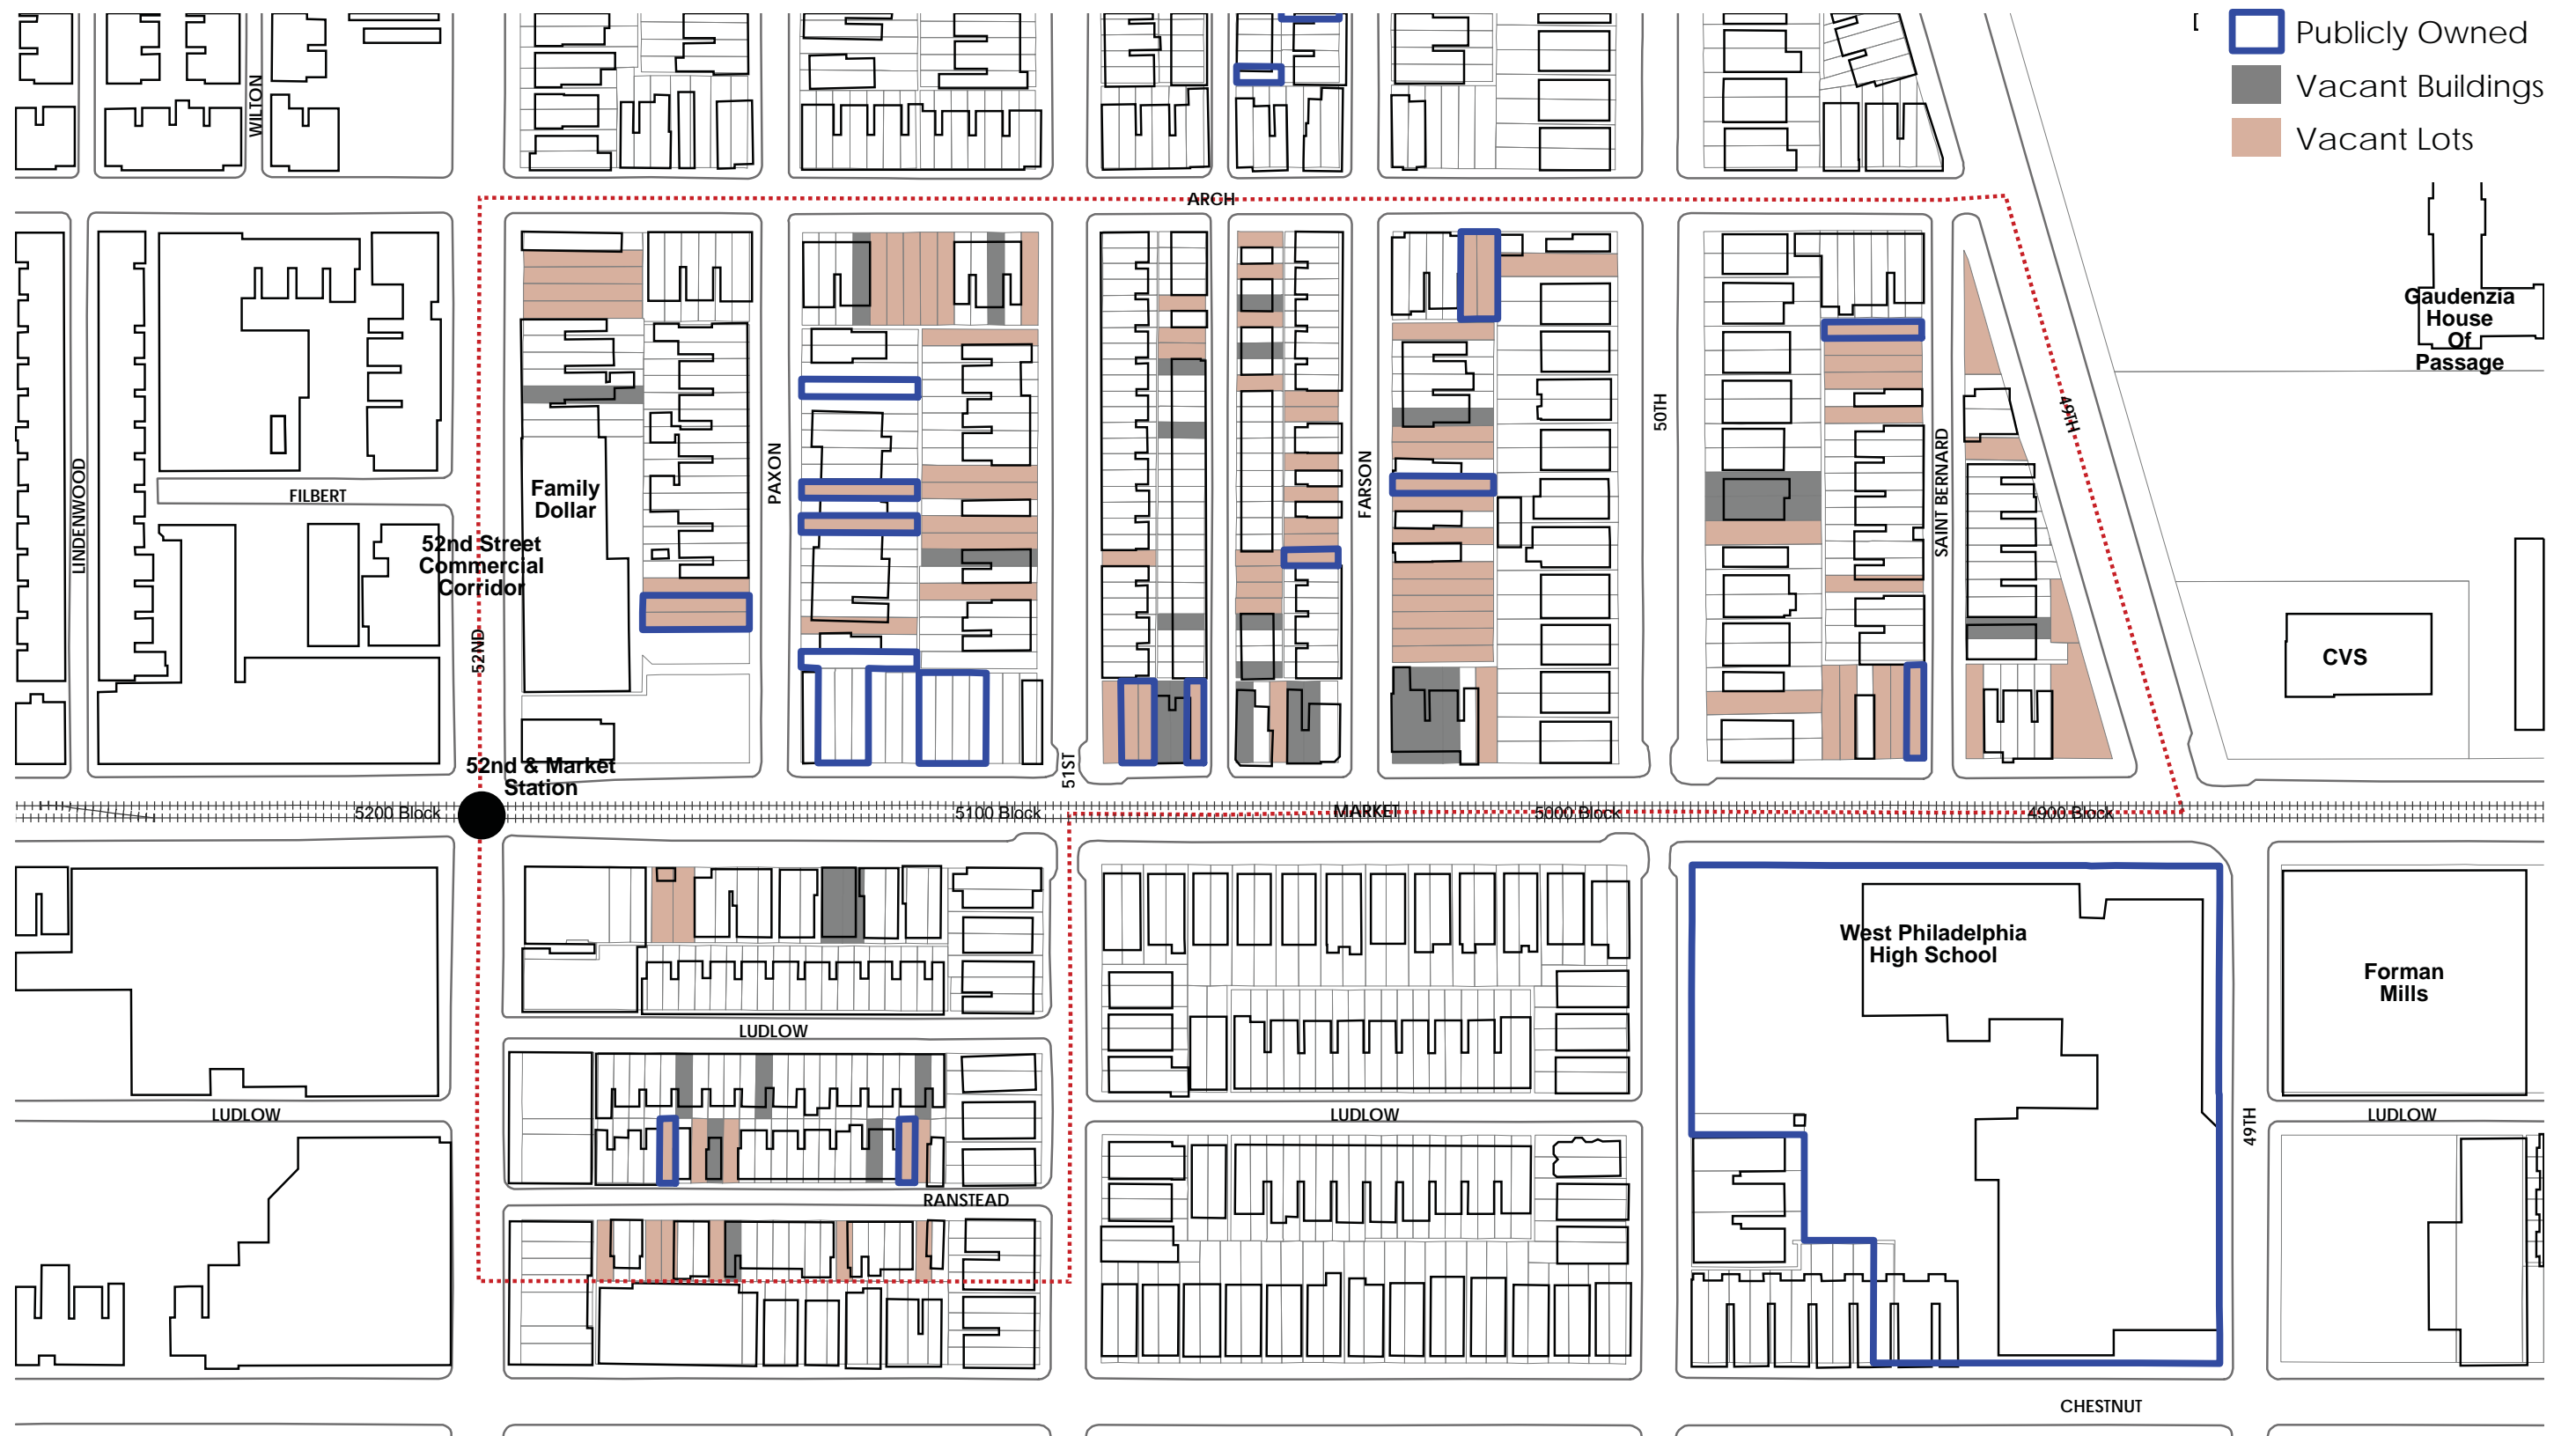 Publicly Owned
Vacant Buildings
Vacant Lots
WILTON
ARCH
Gaudenzia
House
Of
Passage
49TH
50TH
LINDENWOOD
FILBERT
PAXON
FARSON
SAINT BERNARD
Family
Dollar
52nd Street
Commercial
Corridor
52ND
CVS
52nd & Market
Station
51ST
5200 Block
5100 Block
MARKET
5000 Block
4900 Block
West Philadelphia
High School
Forman
Mills
LUDLOW
LUDLOW
LUDLOW
LUDLOW
49TH
RANSTEAD
CHESTNUT